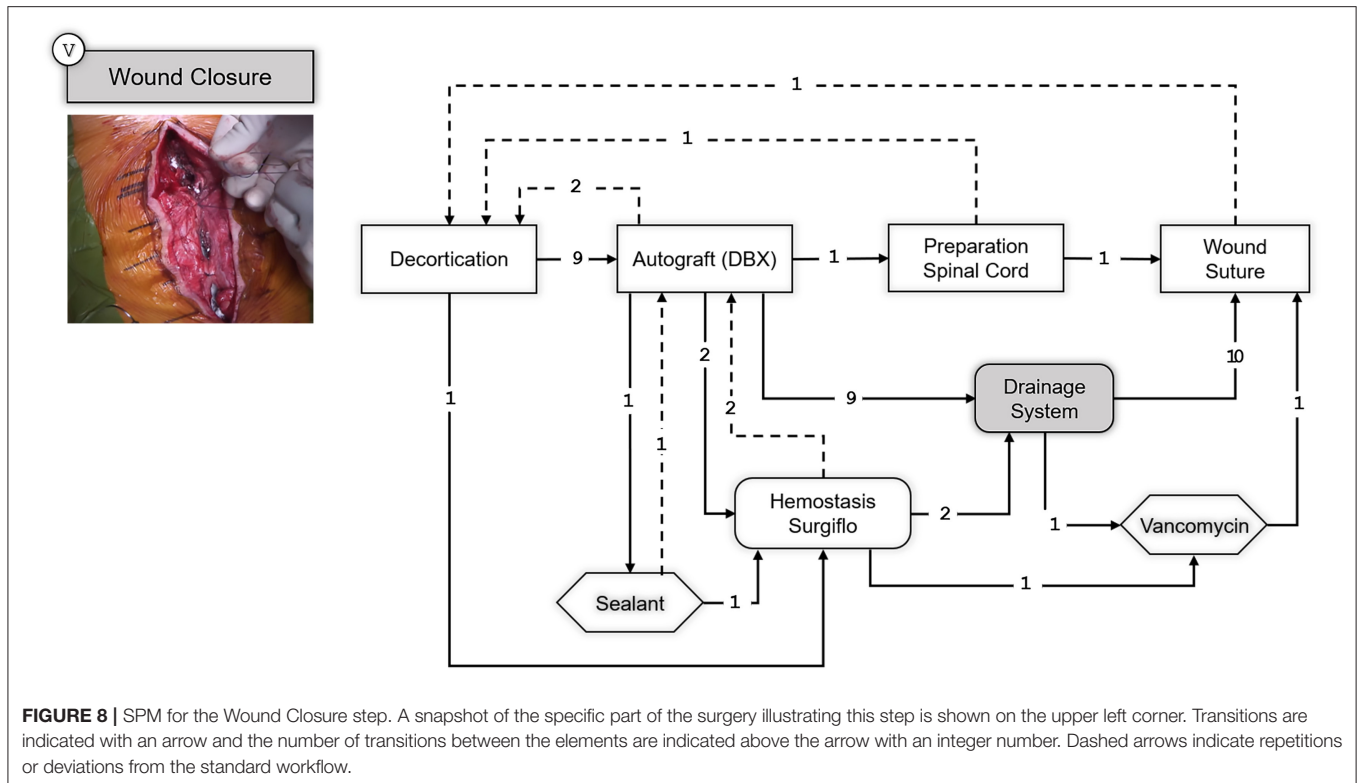 V
Wound Closure
1
1
2
Decortication
9
Autograft (DBX)
1
Preparation
Spinal Cord
1
Wound
Suture
2
10
1
1
9
Drainage
System
1
2
1
Hemostasis
Surgiflo
2
1
Vancomycin
1
Sealant
1
FIGURE 8 | SPM for the Wound Closure step. A snapshot of the specific part of the surgery illustrating this step is shown on the upper left corner. Transitions are
indicated with an arrow and the number of transitions between the elements are indicated above the arrow with an integer number. Dashed arrows indicate repetitions
or deviations from the standard workflow.